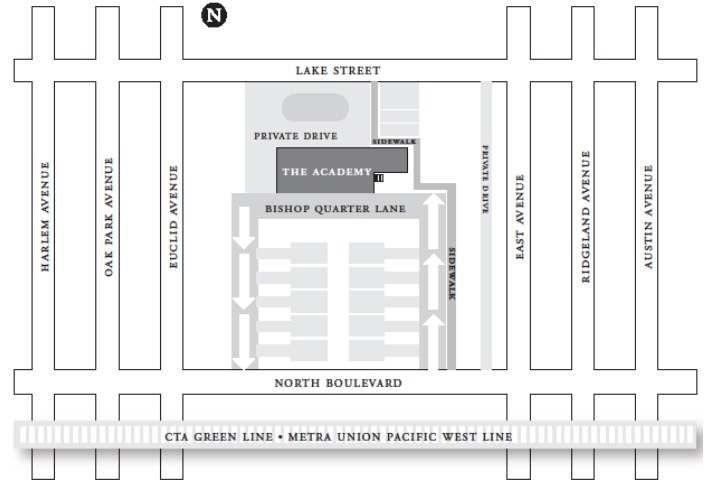 N
LAKE STREET
PRIVATE DRIVE
SIDEWALK
THE ACADEMY
BISHOP QUARTER LANE
HARLEM AVENUE
OAK PARK AVENUE
EUCLID AVENUE
SIDEWALK
PRIVATE DRIVE
EAST AVENUE
RIDGELAND AVENUE
AUSTIN AVENUE
NORTH BOULEVARD
CTA GREEN LINE • METRA UNION PACIFIC WEST LINE